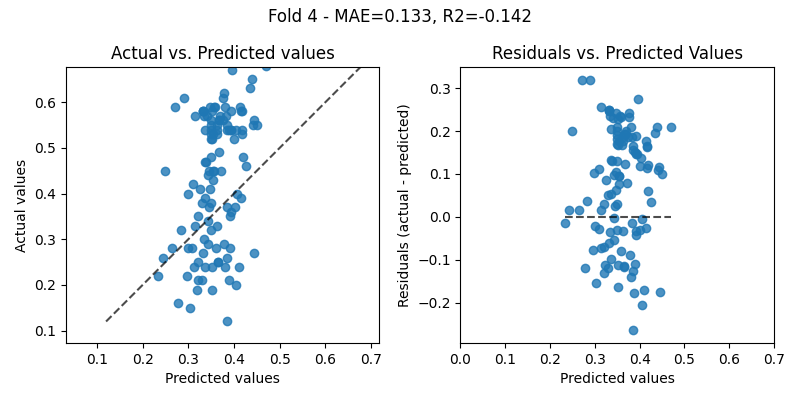 Fold 4 - MAE=0.133, R2=-0.142
Actual vs. Predicted values
Residuals vs. Predicted Values
Actual values
0.6
0.5
0.4
0.3
0.2
0.1
0.1 0.2 0.3 0.4 0.5 0.6 0.7
Predicted values
Residuals (actual - predicted)
0.3
0.2
0.1
0.0
−0.1
−0.2
0.0 0.1 0.2 0.3 0.4 0.5 0.6 0.7
Predicted values